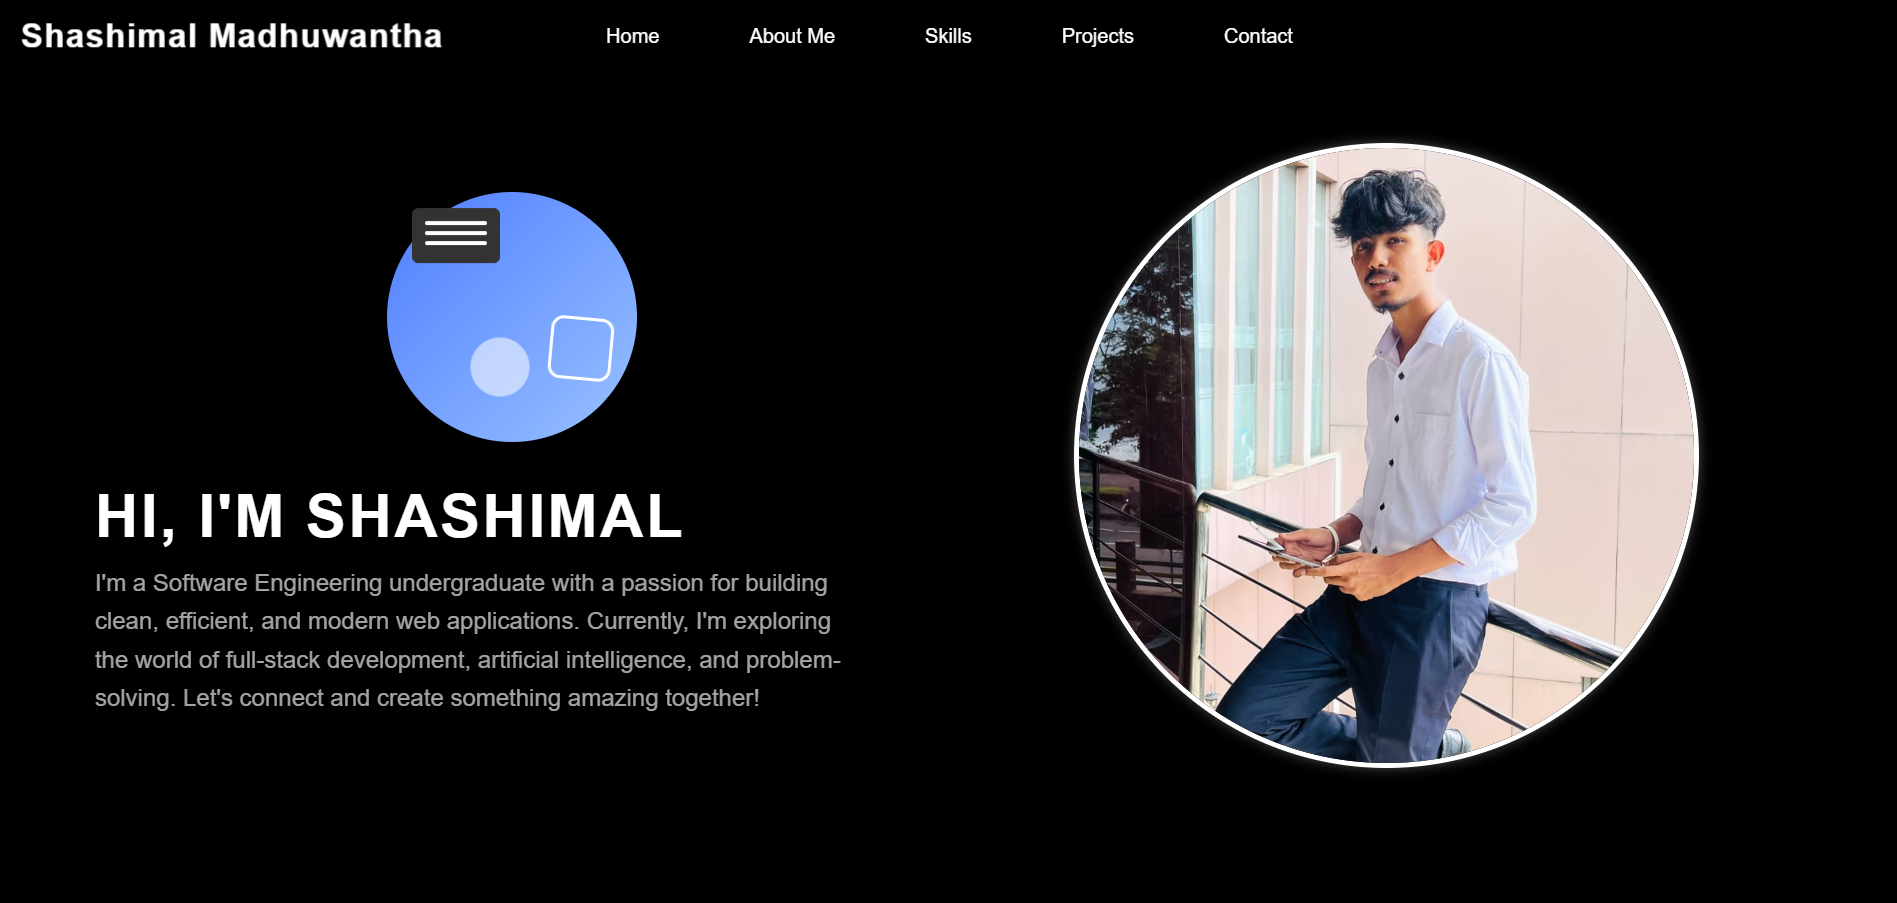 Shashimal Madhuwantha
Home About Me Skills Projects Contact
HI, I'M SHASHIMAL
I'm a Software Engineering undergraduate with a passion for building
clean, efficient, and modern web applications. Currently, I'm exploring
the world of full-stack development, artificial intelligence, and problem-
solving. Let's connect and create something amazing together!